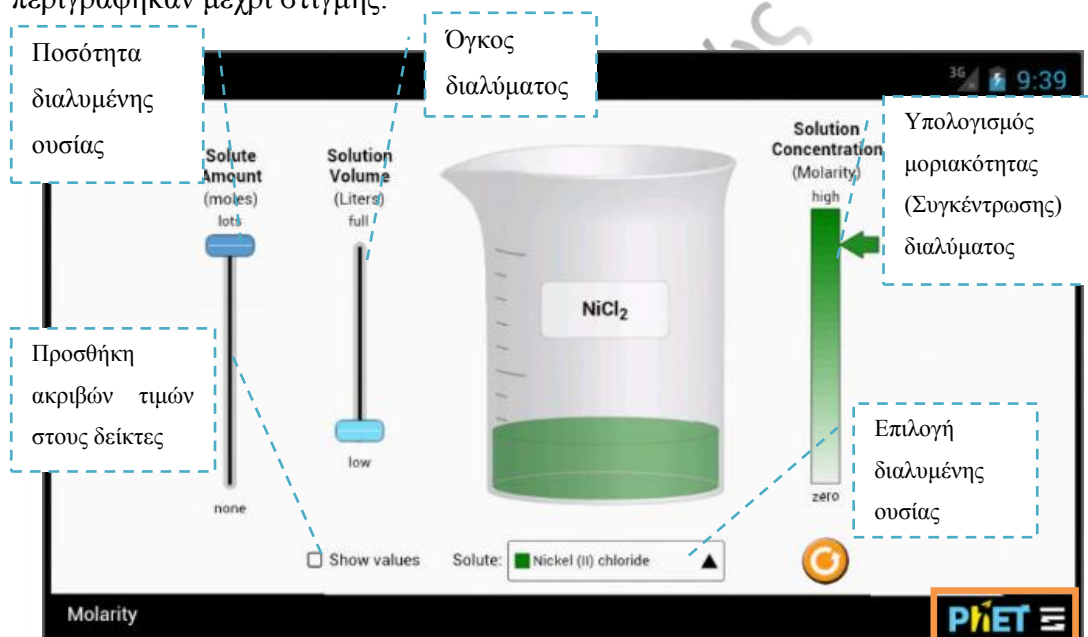 περιγράφηκαν μέχρι στιγμής.
Ποσότητα
διαλυμένης
ουσίας
Όγκος
διαλύματος
3G
9:39
Υπολογισμός
μοριακότητας
(Συγκέντρωσης)
διαλύματος
Solute
Amount
(moles)
lots
none
Solution
Volume
(Liters)
full
low
NiCl₂
Solution
Concentration
(Molarity)
high
zero
Προσθήκη
ακριβών τιμών
στους δείκτες
Επιλογή
διαλυμένης
ουσίας
Show values
Solute:
Nickel (II) chloride
Molarity
PhET